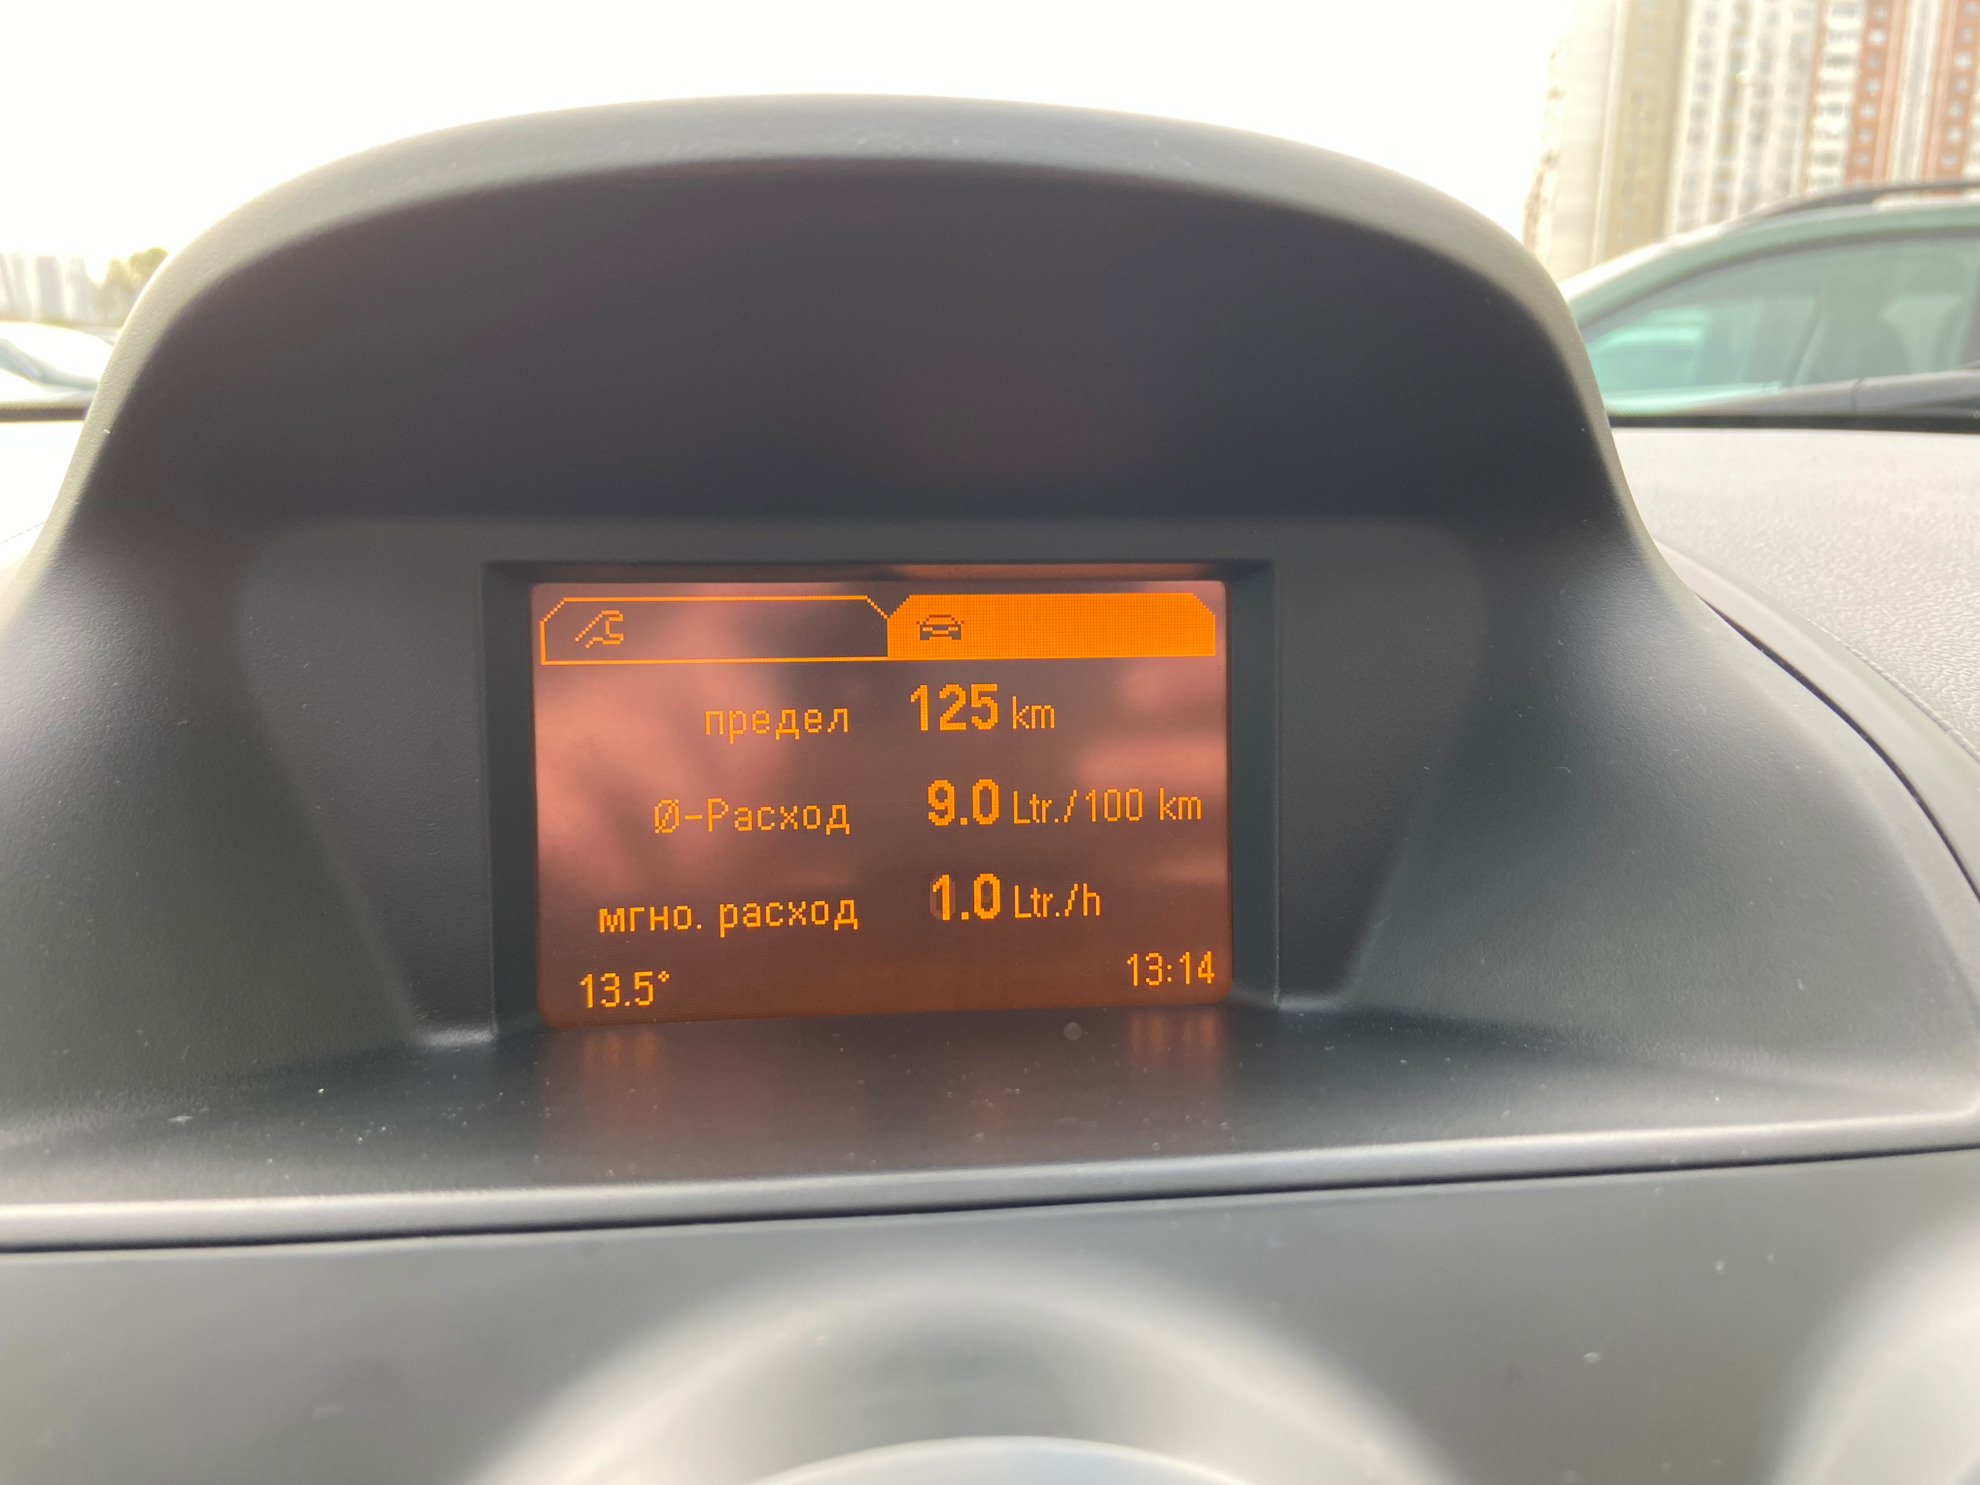 предел 125 km
Ø-Расход 9.0 Ltr./100 km
мгно. расход 1.0 Ltr./h
13.5° 13:14